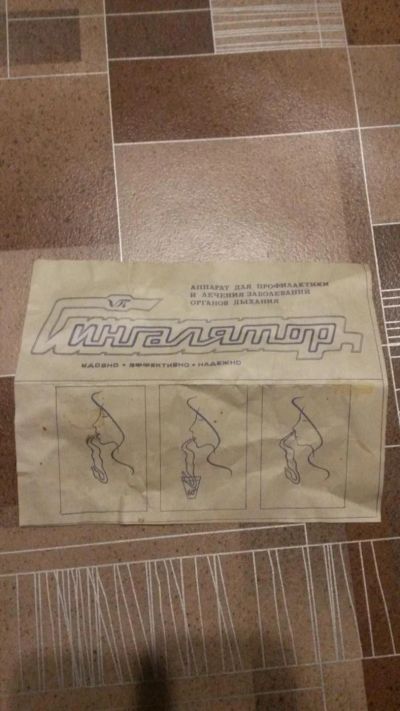 АППАРАТ ДЛЯ ПРОФИЛАКТИКИ
И ЛЕЧЕНИЯ ЗАБОЛЕВАНИЙ
ОРГАНОВ ДЫХАНИЯ
Ингалятор
УДОБНО • ЭФФЕКТИВНО • НАДЕЖНО